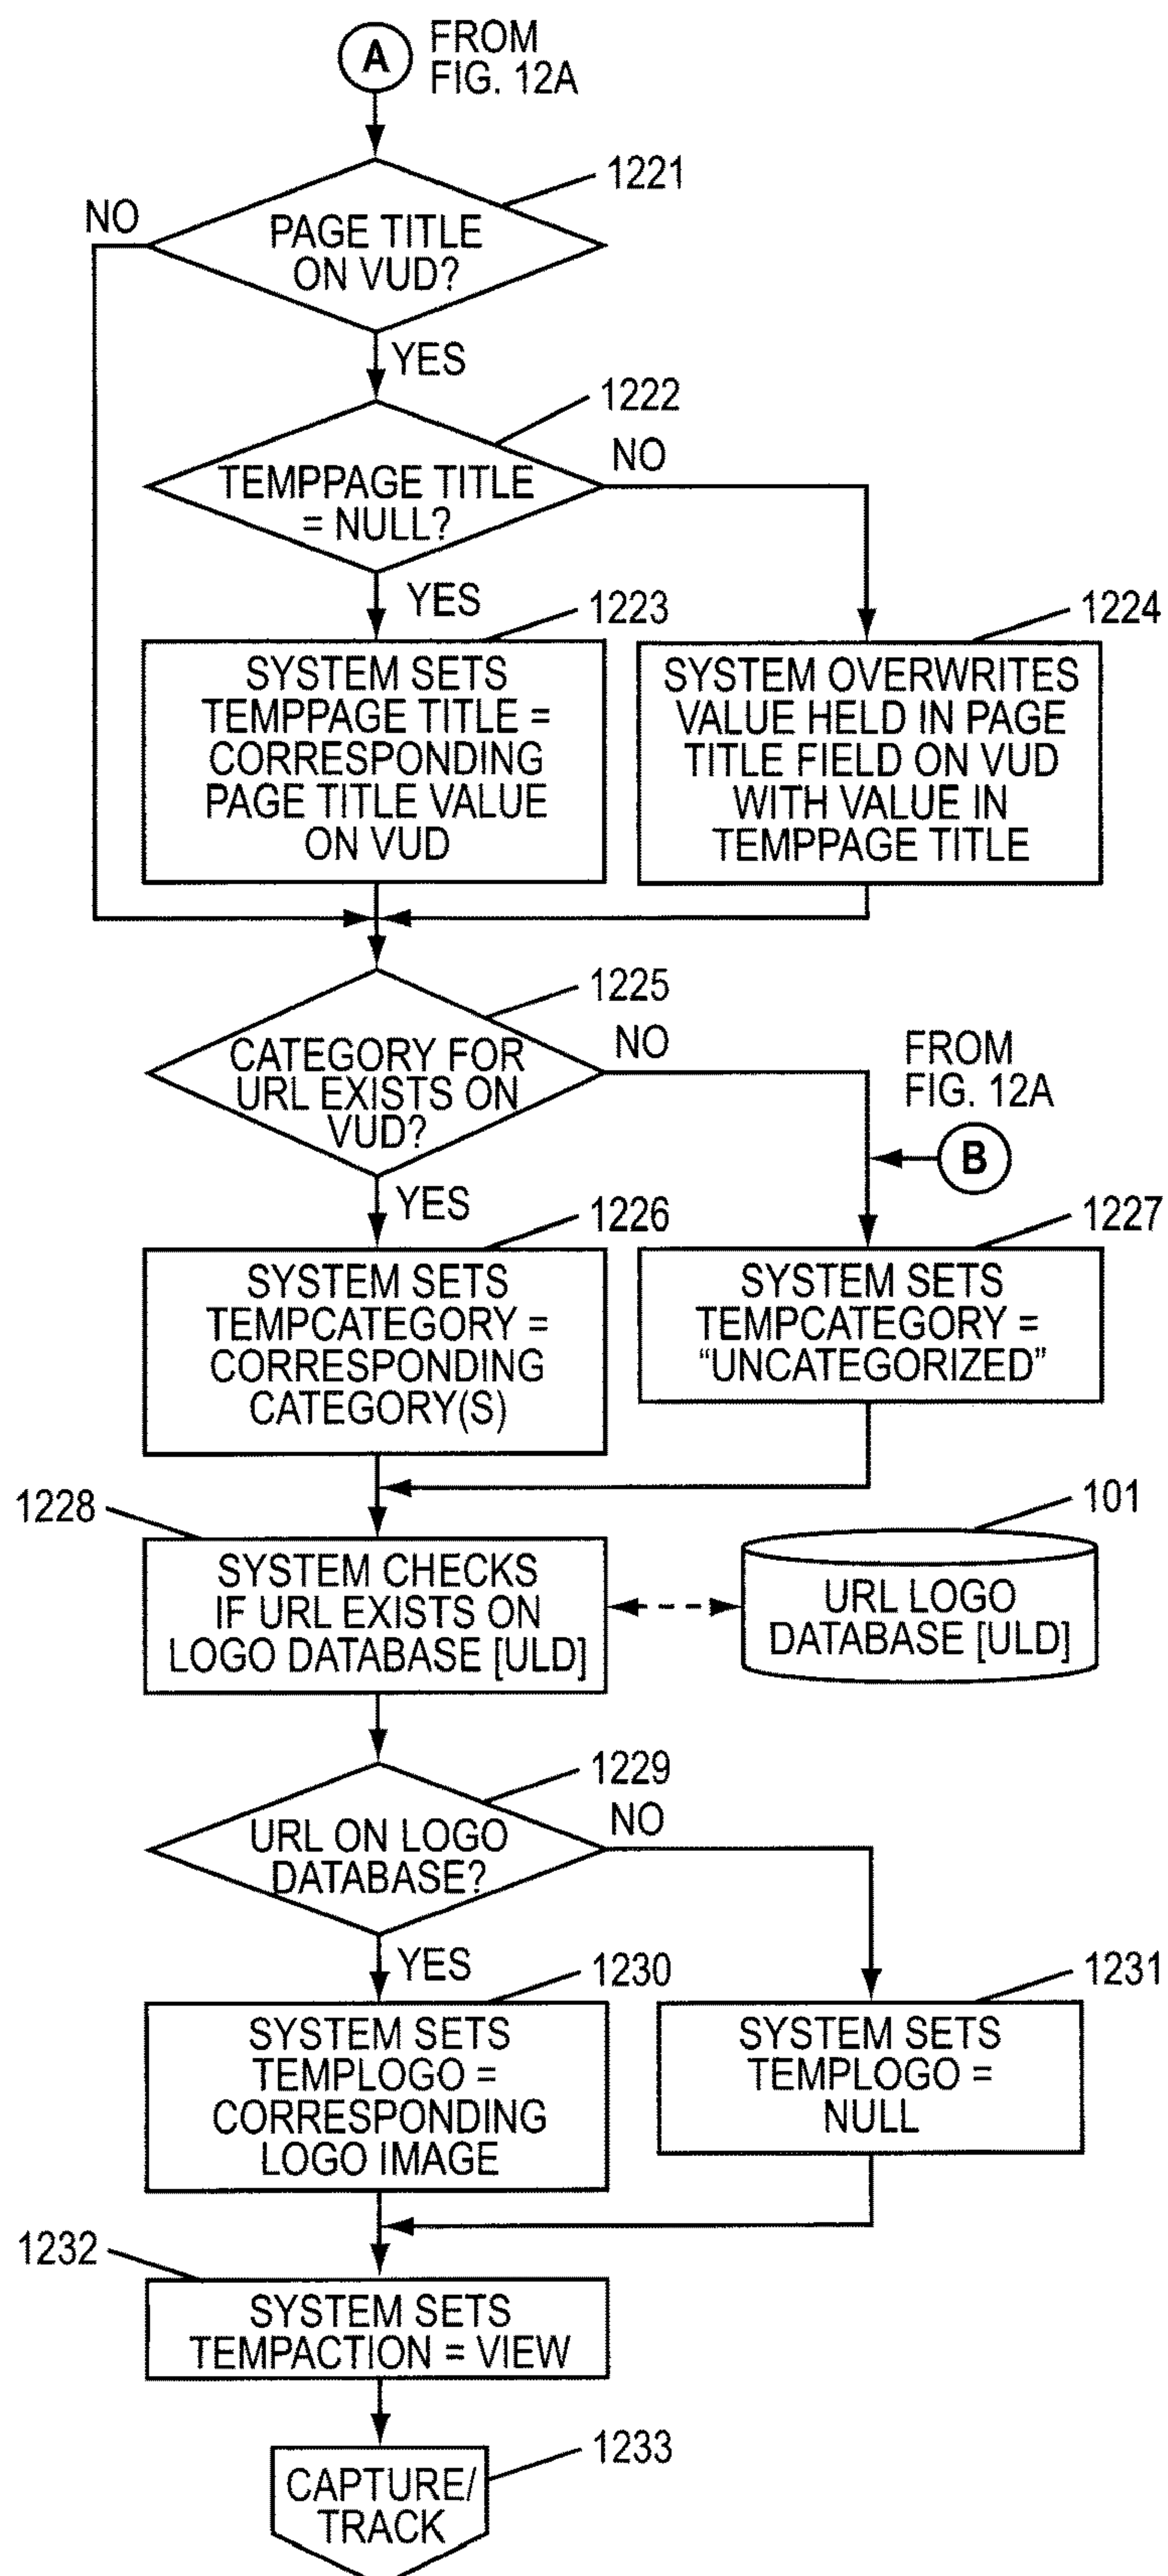 A
FROM
FIG. 12A
1221
NO
PAGE TITLE
ON VUD?
YES
1222
NO
TEMPPAGE TITLE
= NULL?
YES
1223
1224
SYSTEM SETS
TEMPPAGE TITLE =
CORRESPONDING
PAGE TITLE VALUE
ON VUD
SYSTEM OVERWRITES
VALUE HELD IN PAGE
TITLE FIELD ON VUD
WITH VALUE IN
TEMPPAGE TITLE
1225
NO
CATEGORY FOR
URL EXISTS ON
VUD?
FROM
FIG. 12A
B
YES
1226
1227
SYSTEM SETS
TEMPCATEGORY =
CORRESPONDING
CATEGORY(S)
SYSTEM SETS
TEMPCATEGORY =
“UNCATEGORIZED”
1228
101
SYSTEM CHECKS
IF URL EXISTS ON
LOGO DATABASE [ULD]
URL LOGO
DATABASE [ULD]
1229
NO
URL ON LOGO
DATABASE?
YES
1230
1231
SYSTEM SETS
TEMPLOGO =
CORRESPONDING
LOGO IMAGE
SYSTEM SETS
TEMPLOGO =
NULL
1232
SYSTEM SETS
TEMPACTION = VIEW
1233
CAPTURE/
TRACK